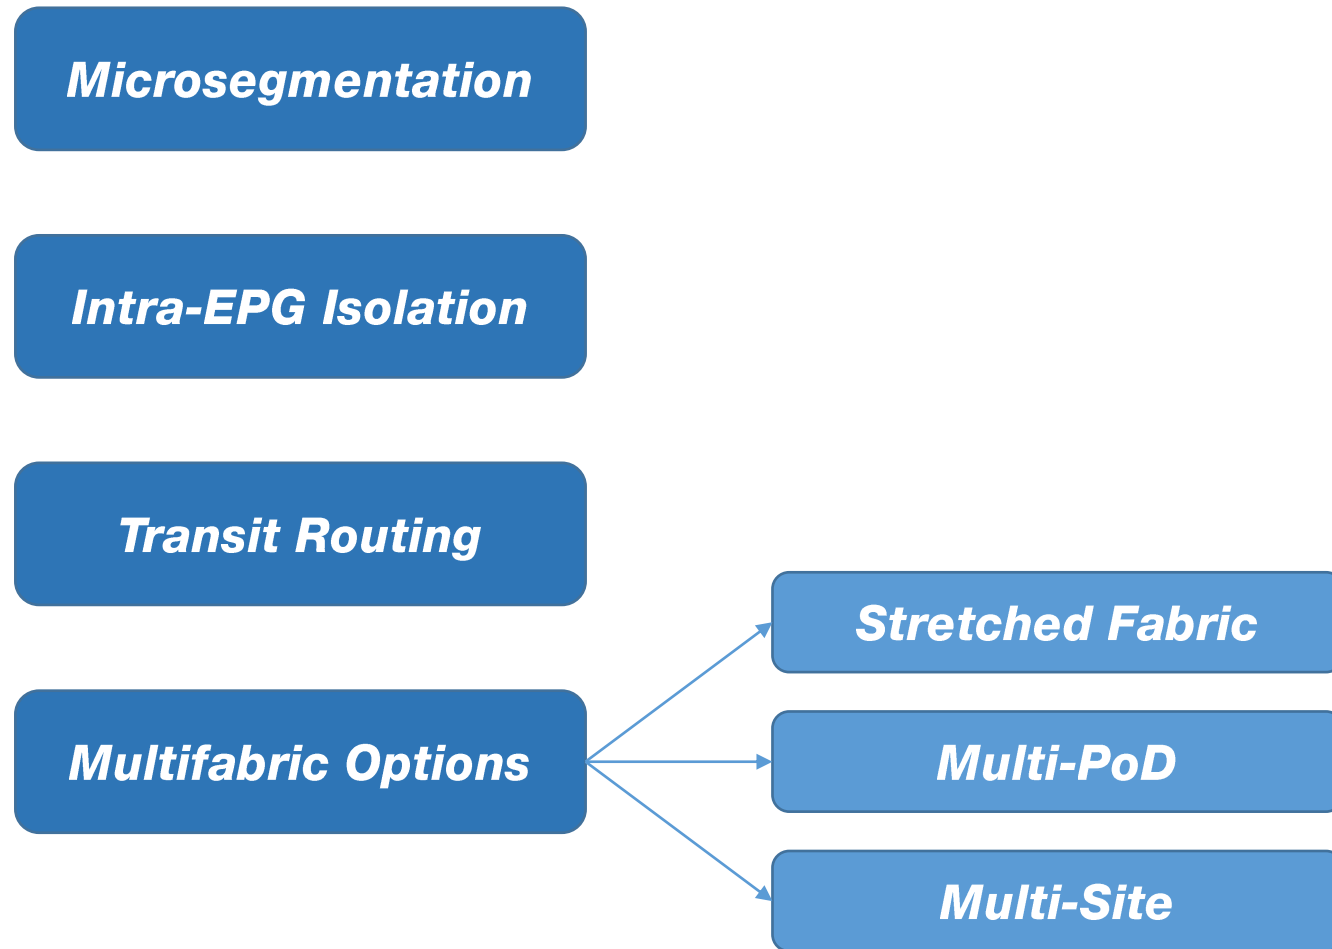 Microsegmentation
Intra-EPG Isolation
Transit Routing
Multifabric Options
Stretched Fabric
Multi-PoD
Multi-Site